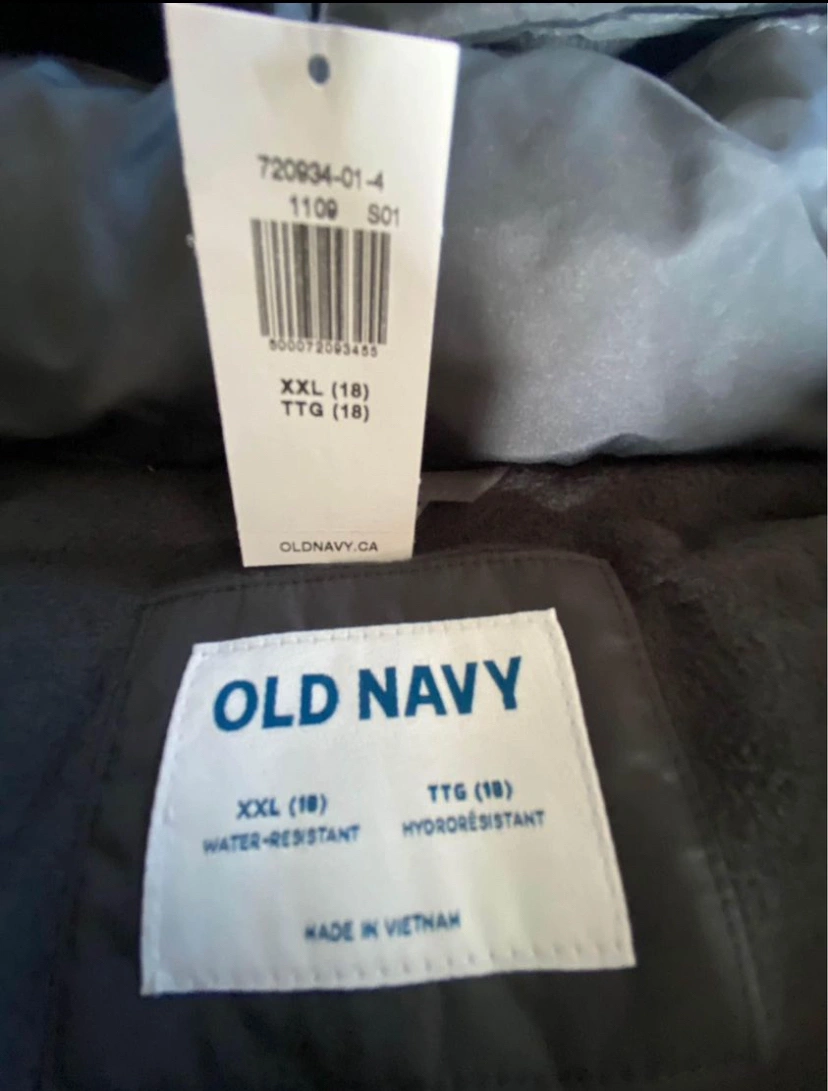 720934-01-4
1109 S01
500072093455
XXL (18)
TTG (18)
OLDNAVY.CA
OLD NAVY
XXL (18) TTG (18)
WATER-RESISTANT HYDRORÉSISTANT
MADE IN VIETNAM